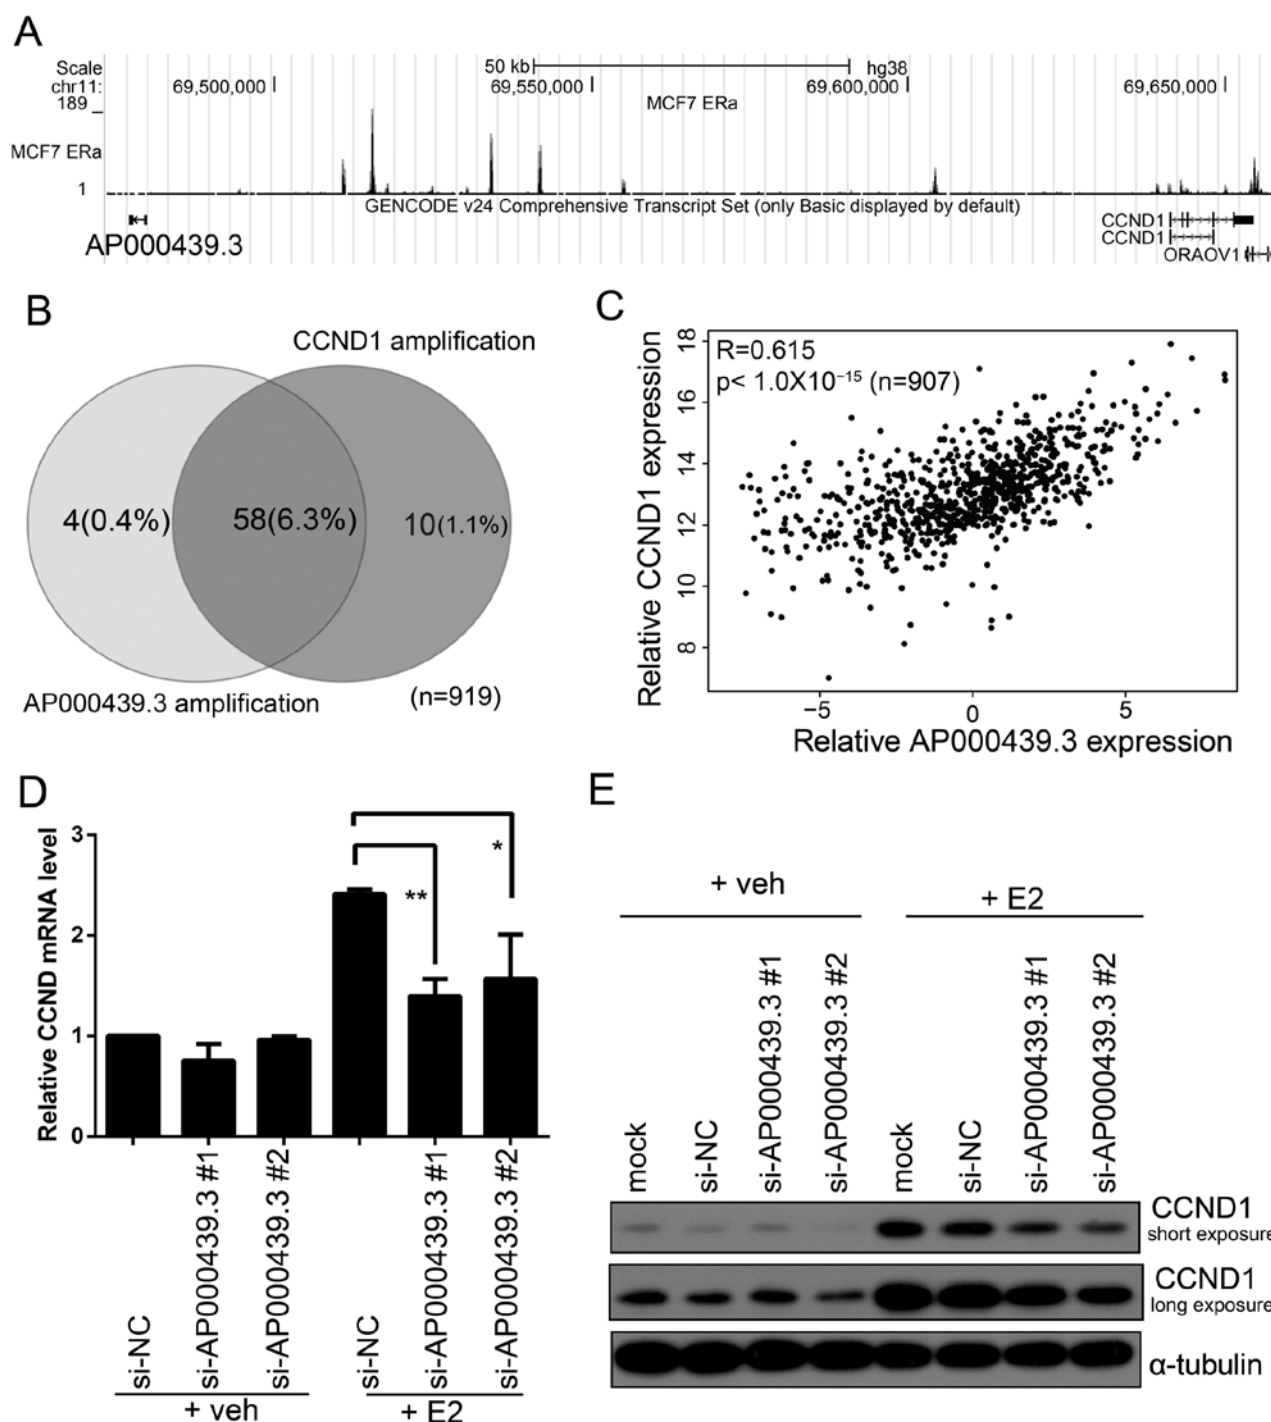 A
Scale
50 kb
hg38
chr11:
69,500,000
69,550,000
69,600,000
69,650,000
189
MCF7 ERa
MCF7 ERa
1
GENCODE v24 Comprehensive Transcript Set (only Basic displayed by default)
AP000439.3
CCND1
CCND1
ORAOV1
B
CCND1 amplification
4(0.4%)
58(6.3%)
10(1.1%)
AP000439.3 amplification
(n=919)
C
R=0.615
p< 1.0X10⁻¹⁵ (n=907)
Relative CCND1 expression
18
16
14
12
10
8
−5
0
5
Relative AP000439.3 expression
D
Relative CCND mRNA level
3
2
1
0
**
*
si-NC
si-AP000439.3 #1
si-AP000439.3 #2
si-NC
si-AP000439.3 #1
si-AP000439.3 #2
+ veh
+ E2
E
+ veh
+ E2
mock
si-NC
si-AP000439.3 #1
si-AP000439.3 #2
mock
si-NC
si-AP000439.3 #1
si-AP000439.3 #2
CCND1
short exposure
CCND1
long exposure
α-tubulin